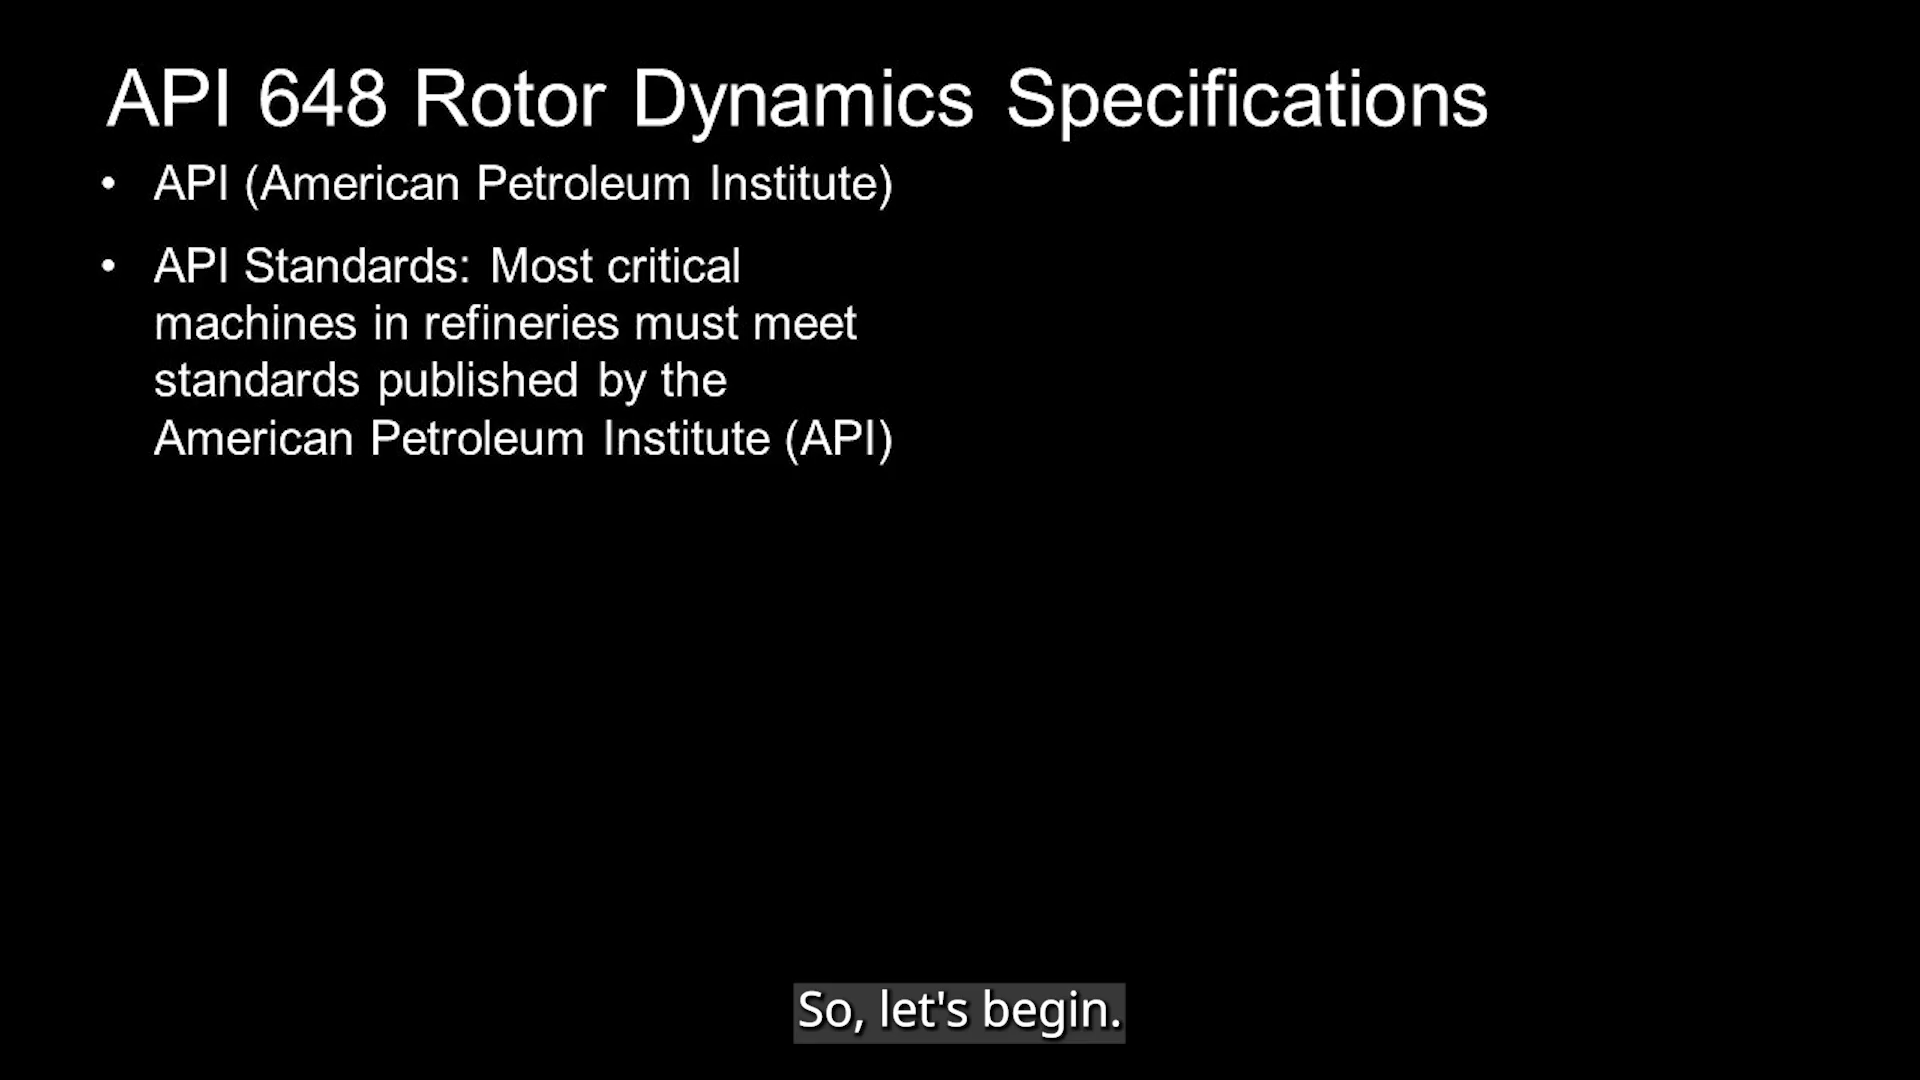 API 648 Rotor Dynamics Specifications
• API (American Petroleum Institute)
• API Standards: Most critical
machines in refineries must meet
standards published by the
American Petroleum Institute (API)
So, let's begin.